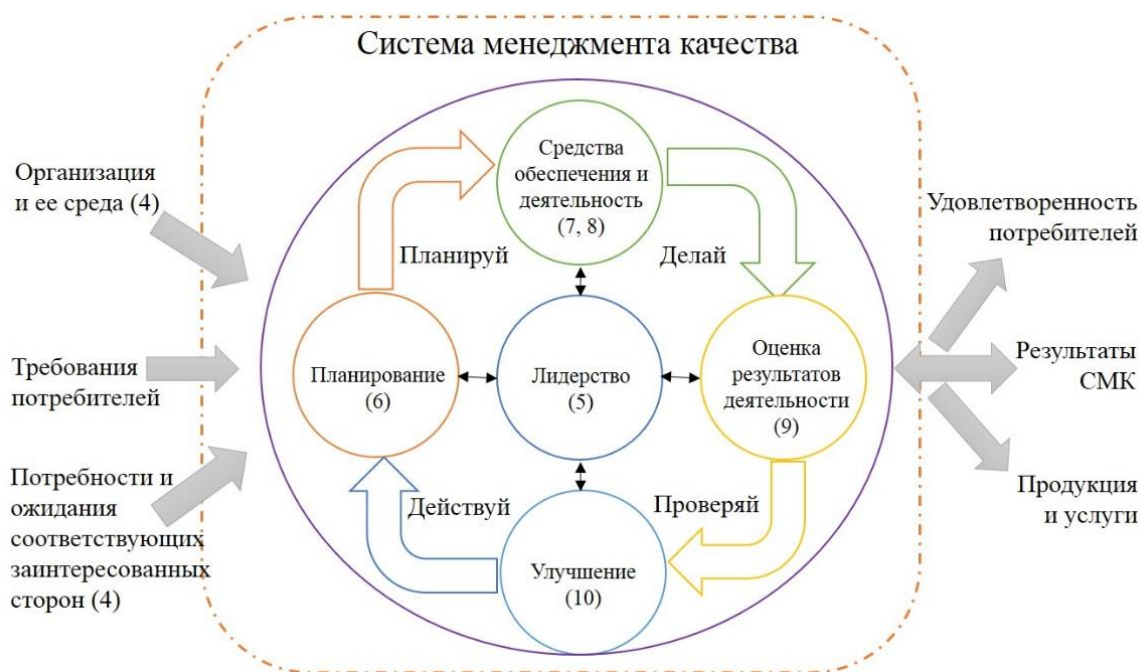 Система менеджмента качества
Организация
и ее среда (4)
Требования
потребителей
Потребности и
ожидания
соответствующих
заинтересованных
сторон (4)
Средства
обеспечения и
деятельность
(7, 8)
Планируй
Делай
Планирование
(6)
Лидерство
(5)
Оценка
результатов
деятельности
(9)
Действуй
Проверяй
Улучшение
(10)
Удовлетворенность
потребителей
Результаты
СМК
Продукция
и услуги